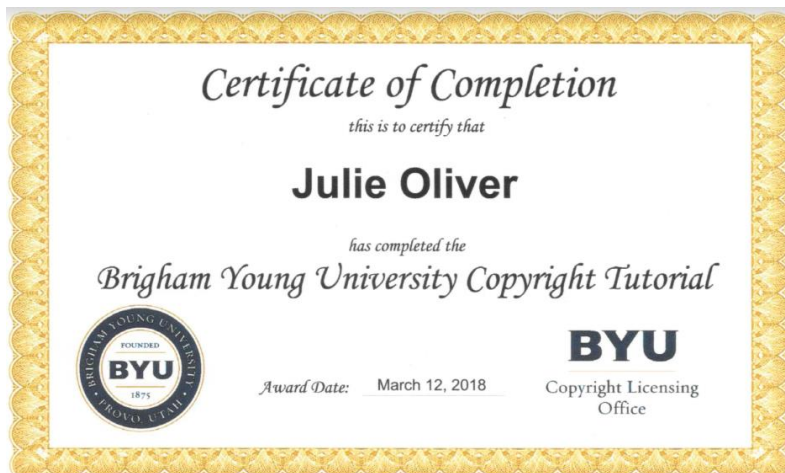 Certificate of Completion
this is to certify that
Julie Oliver
has completed the
Brigham Young University Copyright Tutorial
BRIGHAM YOUNG UNIVERSITY
FOUNDED
BYU
1875
PROVO, UTAH
Award Date: March 12, 2018
BYU
Copyright Licensing
Office